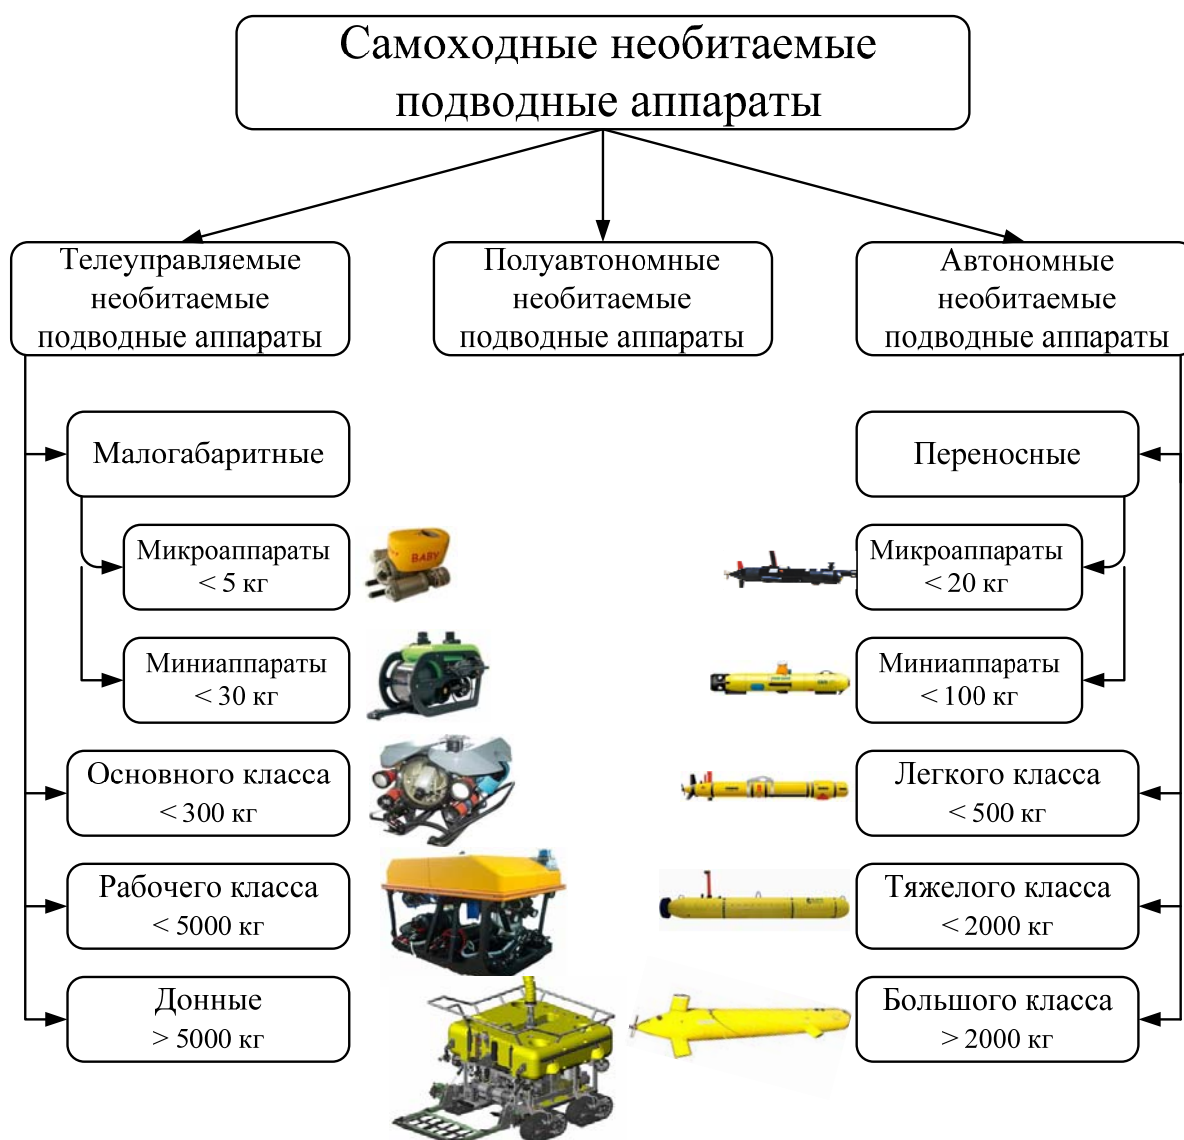 Самоходные необитаемые
подводные аппараты
Телеуправляемые
необитаемые
подводные аппараты
Полуавтономные
необитаемые
подводные аппараты
Автономные
необитаемые
подводные аппараты
Малогабаритные
Микроаппараты
< 5 кг
BABY
Миниаппараты
< 30 кг
Основного класса
< 300 кг
Рабочего класса
< 5000 кг
Донные
> 5000 кг
Переносные
Микроаппараты
< 20 кг
Миниаппараты
< 100 кг
Легкого класса
< 500 кг
Тяжелого класса
< 2000 кг
Большого класса
> 2000 кг